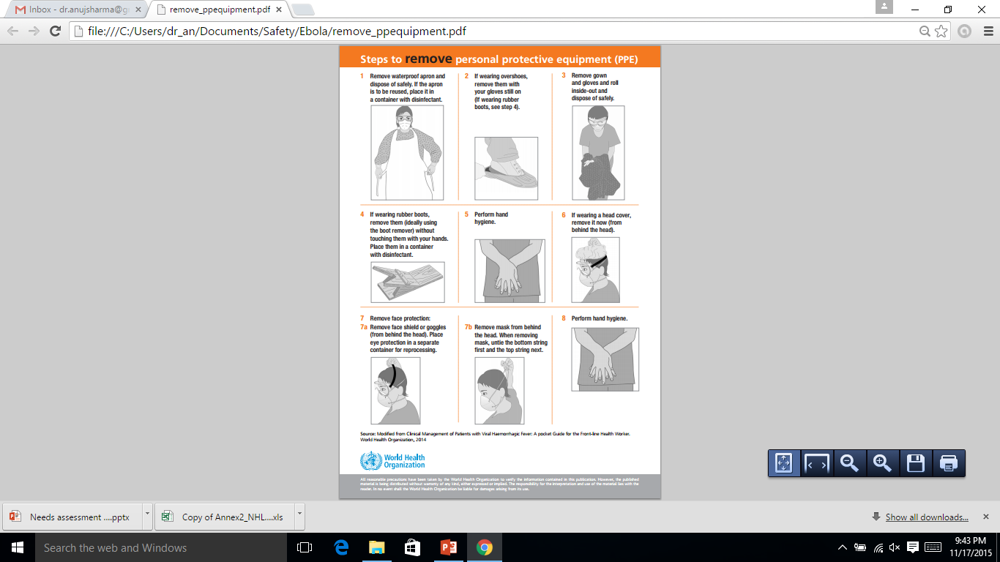 Inbox - dr.anujsharma@g
remove_ppequipment.pdf
file:///C:/Users/dr_an/Documents/Safety/Ebola/remove_ppequipment.pdf
Steps to remove personal protective equipment (PPE)
1 Remove waterproof apron and
dispose of safely. If the apron
is to be reused, place it in
a container with disinfectant.
2 If wearing overshoes,
remove them with
your gloves still on
(If wearing rubber
boots, see step 4).
3 Remove gown
and gloves and roll
inside-out and
dispose of safely.
4 If wearing rubber boots,
remove them (ideally using
the boot remover) without
touching them with your hands.
Place them in a container
with disinfectant.
5 Perform hand
hygiene.
6 If wearing a head cover,
remove it now (from
behind the head).
7 Remove face protection:
7a Remove face shield or goggles
(from behind the head). Place
eye protection in a separate
container for reprocessing.
7b Remove mask from behind
the head. When removing
mask, untie the bottom string
first and the top string next.
8 Perform hand hygiene.
Source: Modified from Clinical Management of Patients with Viral Haemorrhagic Fever: A pocket Guide for the Front-line Health Worker.
World Health Organization, 2014
World Health
Organization
All reasonable precautions have been taken by the World Health Organization to verify the information contained in this publication. However, the published
material is being distributed without warranty of any kind, either expressed or implied. The responsibility for the interpretation and use of the material lies with the
reader. In no event shall the World Health Organization be liable for damages arising from its use.
Needs assessment ....pptx
Copy of Annex2_NHL....xls
Show all downloads...
Search the web and Windows
9:43 PM
11/17/2015